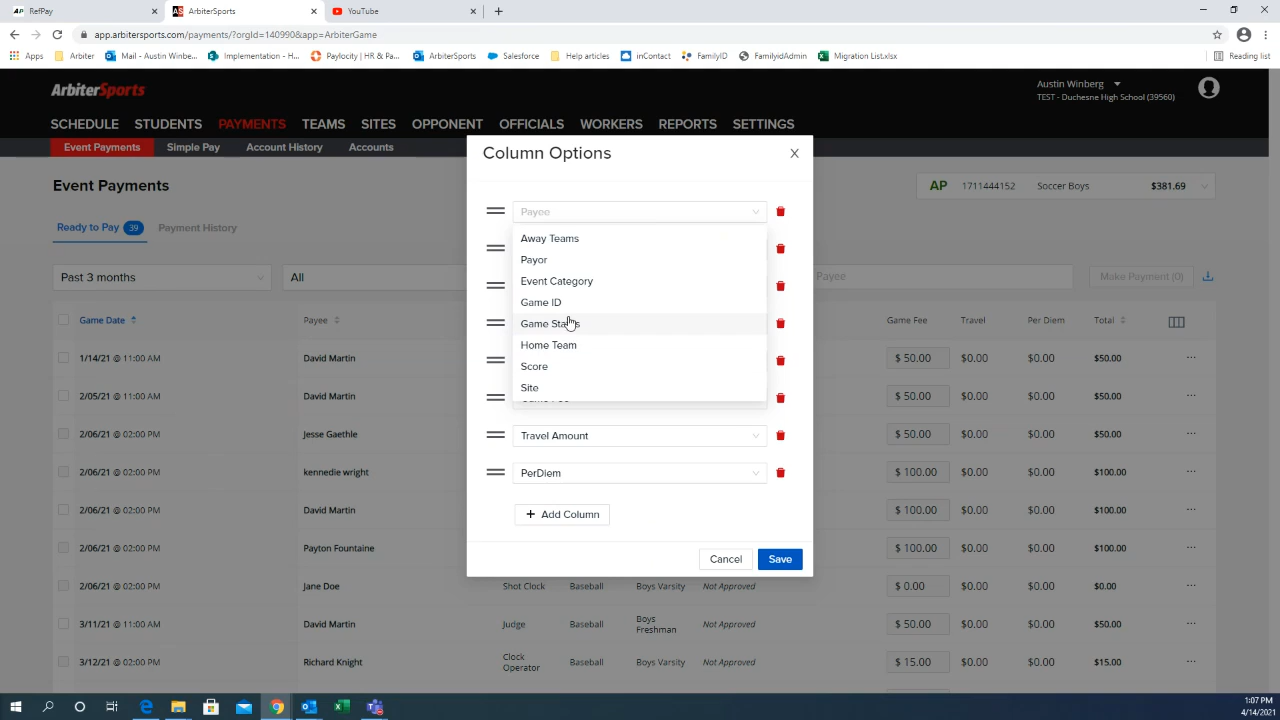 RefPay
ArbiterSports
YouTube
app.arbitersports.com/payments/?orgId=140990&app=ArbiterGame
Apps
Arbiter
Mail - Austin Winbe...
Implementation - H...
Paylocity | HR & Pa...
ArbiterSports
Salesforce
Help articles
inContact
FamilyID
FamilyidAdmin
Migration List.xlsx
Reading list
ArbiterSports
Austin Winberg
TEST - Duchesne High School (39560)
SCHEDULE STUDENTS PAYMENTS TEAMS SITES OPPONENT OFFICIALS WORKERS REPORTS SETTINGS
Event Payments Simple Pay Account History Accounts
Event Payments
AP 1711444152 Soccer Boys $381.69
Ready to Pay 39 Payment History
Past 3 months
All
Payee
Make Payment (0)
Game Date Payee Game Fee Travel Per Diem Total
1/14/21 @ 11:00 AM David Martin $ 50.00 $0.00 $0.00 $50.00 ...
2/05/21 @ 11:00 AM David Martin $ 50.00 $0.00 $0.00 $50.00 ...
2/06/21 @ 02:00 PM Jesse Gaethle $ 50.00 $0.00 $0.00 $50.00 ...
2/06/21 @ 02:00 PM kennedie wright $ 100.00 $0.00 $0.00 $100.00 ...
2/06/21 @ 02:00 PM David Martin $ 100.00 $0.00 $0.00 $100.00 ...
2/06/21 @ 02:00 PM Payton Fountaine $ 100.00 $0.00 $0.00 $100.00 ...
2/06/21 @ 02:00 PM Jane Doe Shot Clock Baseball Boys Varsity Not Approved $ 0.00 $0.00 $0.00 $0.00 ...
3/11/21 @ 09:00 AM David Martin Judge Baseball Boys Freshman Not Approved $ 50.00 $0.00 $0.00 $50.00 ...
3/12/21 @ 02:00 PM Richard Knight Clock Operator Baseball Boys Varsity Not Approved $ 15.00 $0.00 $0.00 $15.00 ...
Column Options
X
Payee
Away Teams
Payor
Event Category
Game ID
Game Status
Home Team
Score
Site
Game Fee
Travel Amount
PerDiem
+ Add Column
Cancel
Save
1:07 PM
4/14/2021